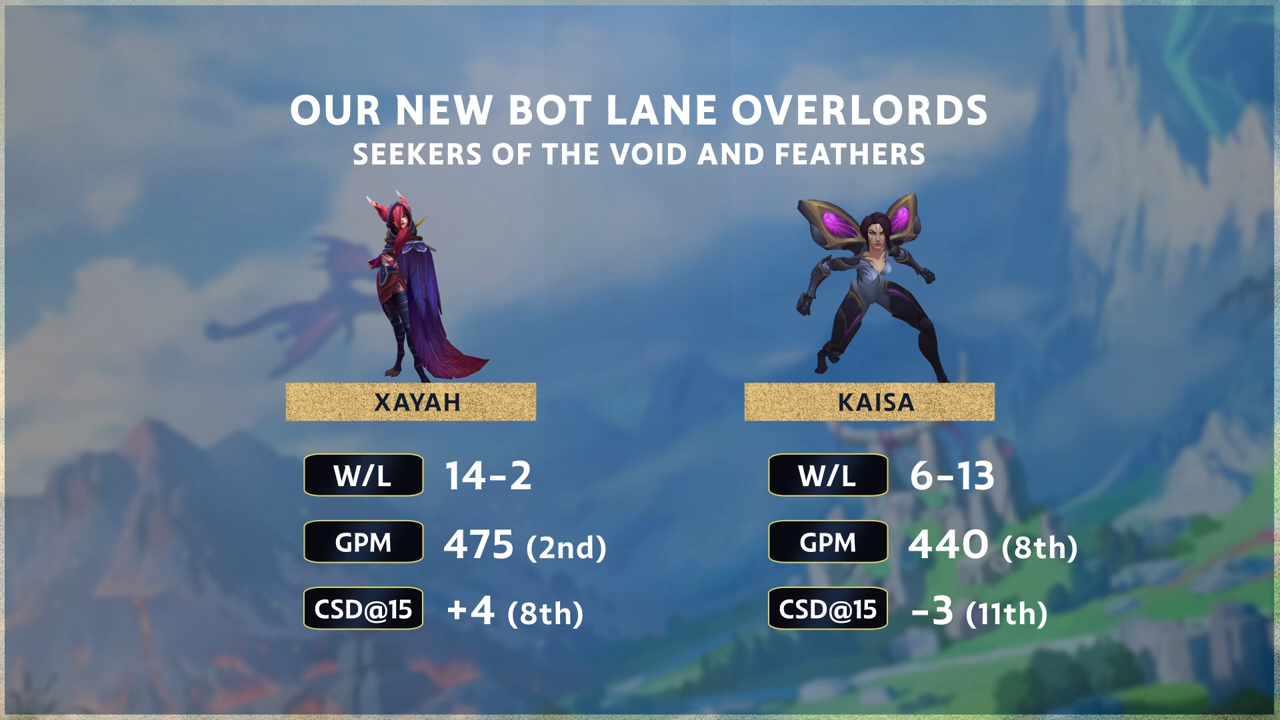 OUR NEW BOT LANE OVERLORDS
SEEKERS OF THE VOID AND FEATHERS
XAYAH
W/L 14-2
GPM 475 (2nd)
CSD@15 +4 (8th)
KAISA
W/L 6-13
GPM 440 (8th)
CSD@15 -3 (11th)